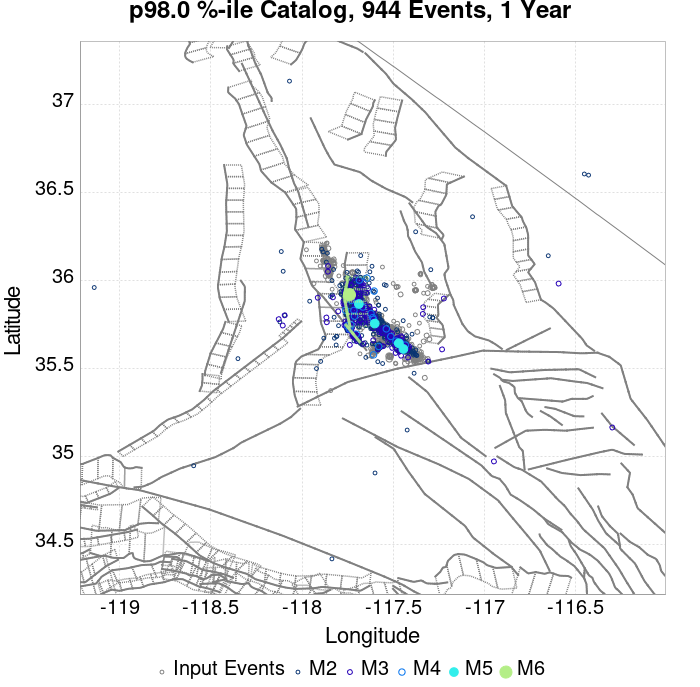 p98.0 %-ile Catalog, 944 Events, 1 Year
37
36.5
36
35.5
35
34.5
Latitude
-119 -118.5 -118 -117.5 -117 -116.5
Longitude
Input Events M2 M3 M4 M5 M6